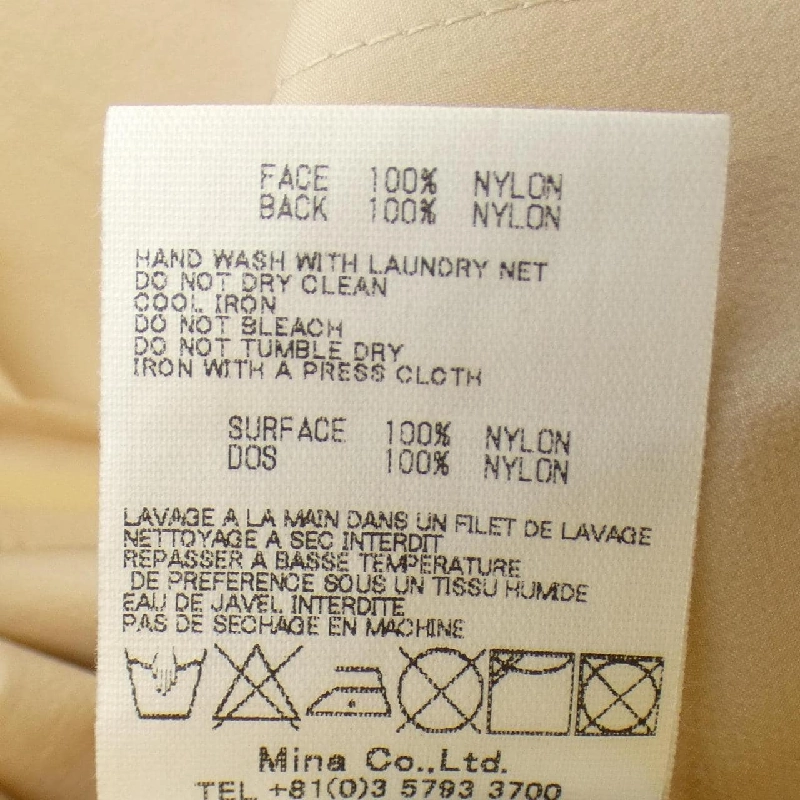 FACE 100% NYLON
BACK 100% NYLON
HAND WASH WITH LAUNDRY NET
DO NOT DRY CLEAN
COOL IRON
DO NOT BLEACH
DO NOT TUMBLE DRY
IRON WITH A PRESS CLOTH
SURFACE 100% NYLON
DOS 100% NYLON
LAVAGE A LA MAIN DANS UN FILET DE LAVAGE
NETTOYAGE A SEC INTERDIT
REPASSER A BASSE TEMPERATURE
DE PREFERENCE SOUS UN TISSU HUMIDE
EAU DE JAVEL INTERDITE
PAS DE SECHAGE EN MACHINE
Mina Co.,Ltd.
TEL +81(0)3 5793 3700